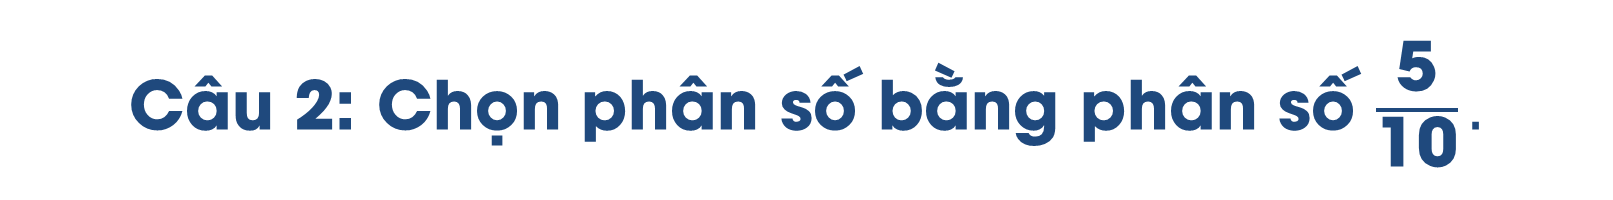 Câu 2: Chọn phân số bằng phân số 5/10.